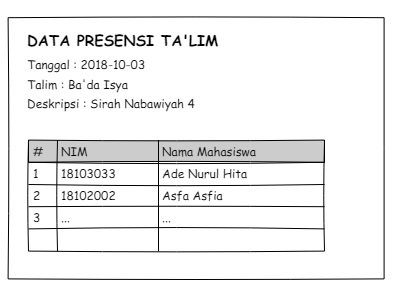 DATA PRESENSI TA'LIM
Tanggal : 2018-10-03
Talim : Ba'da Isya
Deskripsi : Sirah Nabawiyah 4
# NIM Nama Mahasiswa
1 18103033 Ade Nurul Hita
2 18102002 Asfa Asfia
3 ... ...